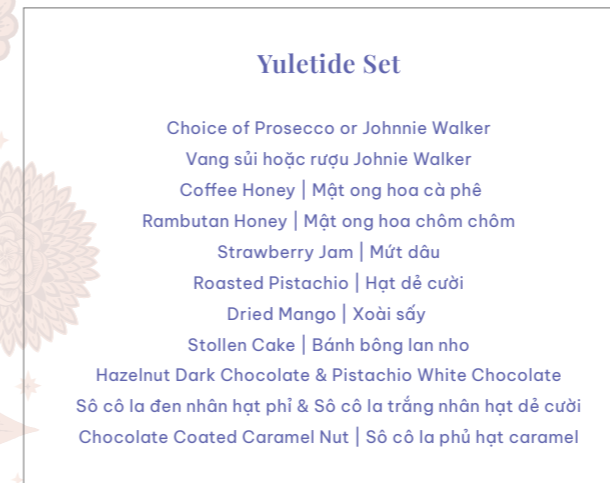 Yuletide Set
Choice of Prosecco or Johnnie Walker
Vang sủi hoặc rượu Johnie Walker
Coffee Honey | Mật ong hoa cà phê
Rambutan Honey | Mật ong hoa chôm chôm
Strawberry Jam | Mứt dâu
Roasted Pistachio | Hạt dẻ cười
Dried Mango | Xoài sấy
Stollen Cake | Bánh bông lan nho
Hazelnut Dark Chocolate & Pistachio White Chocolate
Sô cô la đen nhân hạt phỉ & Sô cô la trắng nhân hạt dẻ cười
Chocolate Coated Caramel Nut | Sô cô la phủ hạt caramel